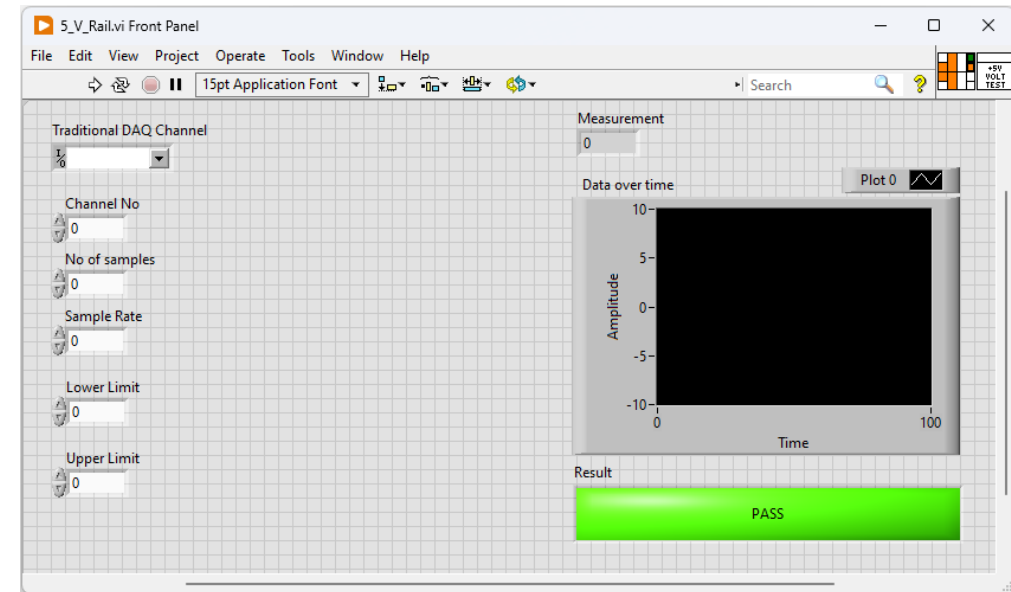 5_V_Rail.vi Front Panel
File Edit View Project Operate Tools Window Help
15pt Application Font
Search
+5V
VOLT
TEST
Traditional DAQ Channel
I/O
Channel No
0
No of samples
0
Sample Rate
0
Lower Limit
0
Upper Limit
0
Measurement
0
Data over time
Plot 0
Amplitude
10
5
0
-5
-10
0
100
Time
Result
PASS